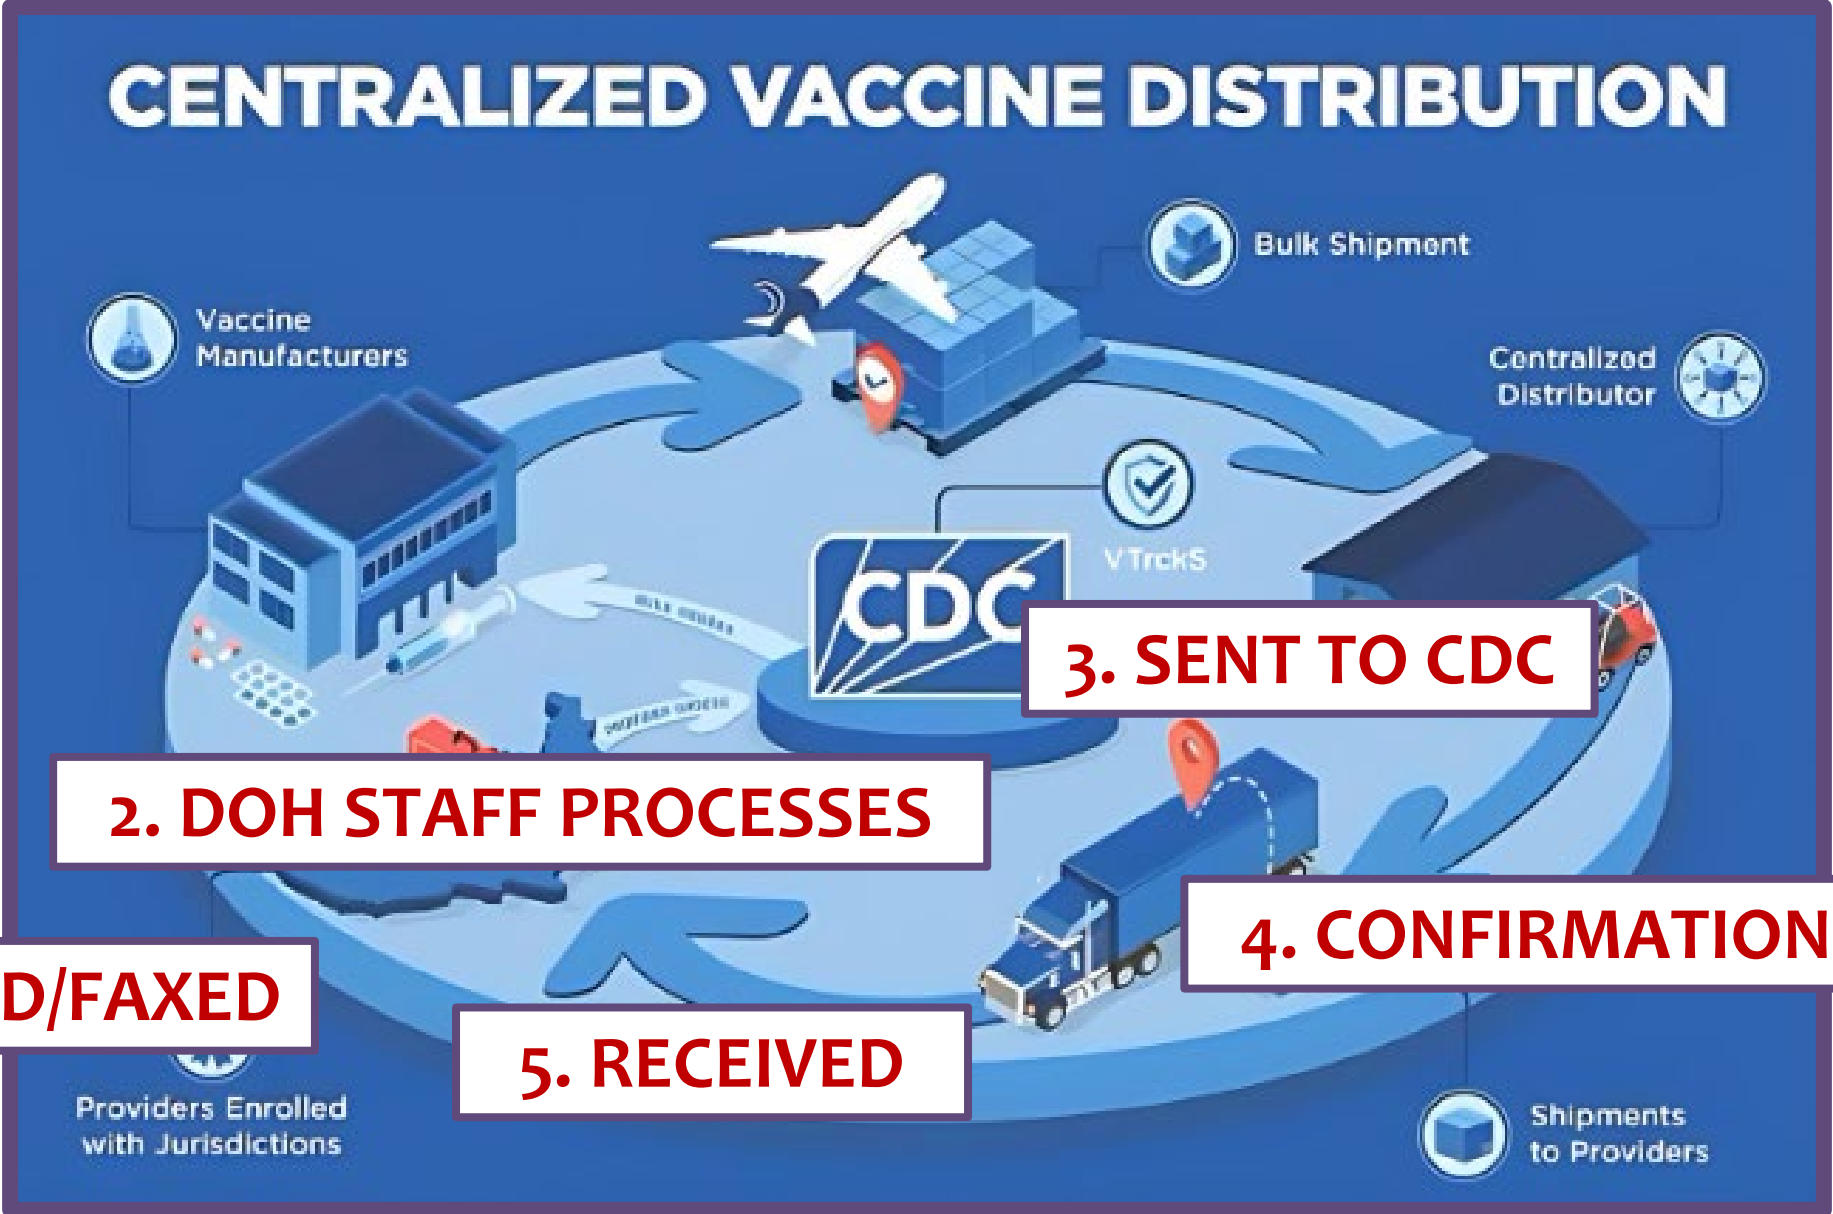 CENTRALIZED VACCINE DISTRIBUTION
Bulk Shipment
Vaccine
Manufacturers
Centralized
Distributor
VTrckS
CDC
3. SENT TO CDC
2. DOH STAFF PROCESSES
4. CONFIRMATION
D/FAXED
5. RECEIVED
Providers Enrolled
with Jurisdictions
Shipments
to Providers